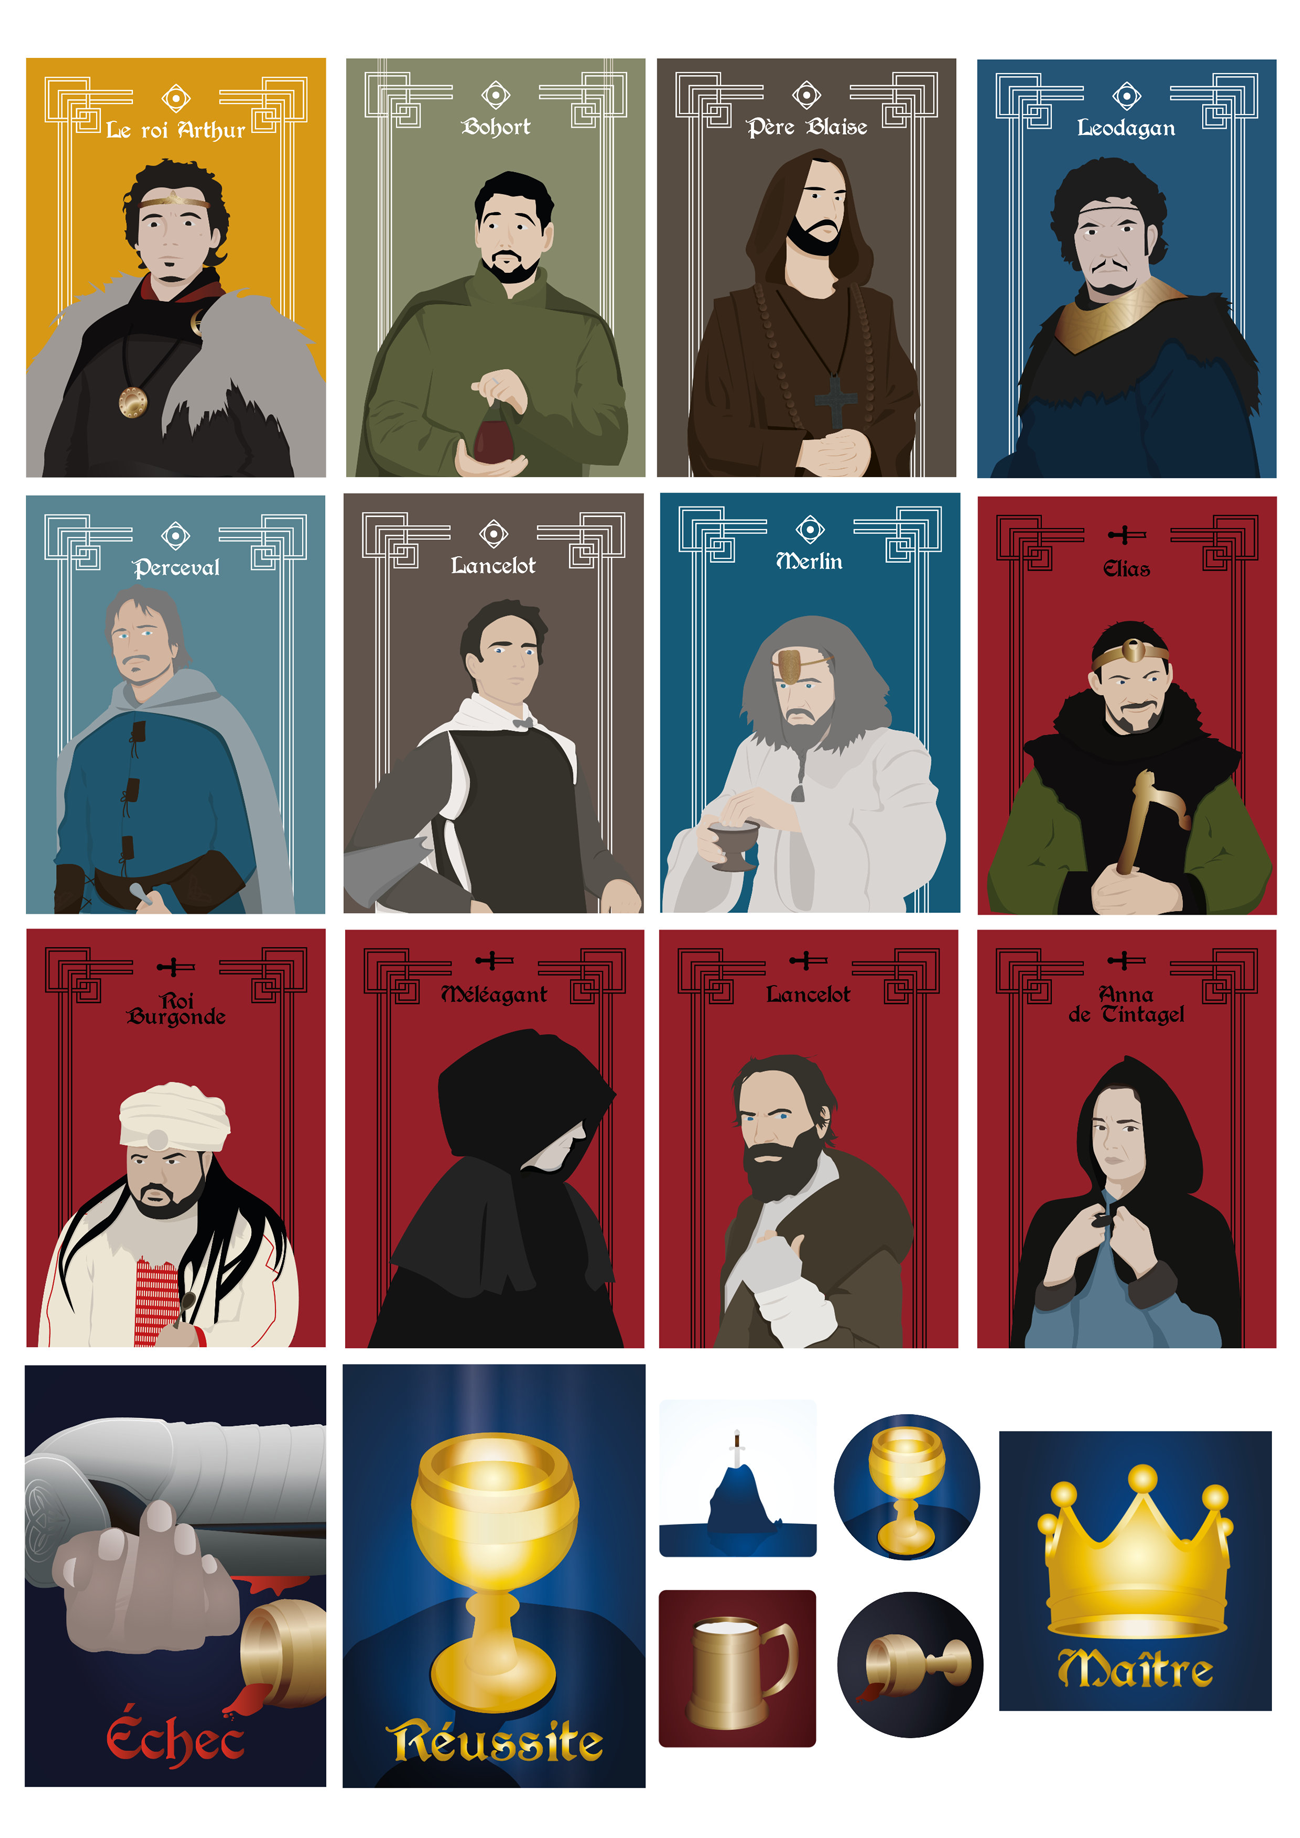 Le roi Arthur
Bohort
Père Blaise
Leodagan
Perceval
Lancelot
Merlin
Elias
Roi
Burgonde
Méléagant
Lancelot
Anna
de Tintagel
Échec
Réussite
Maître